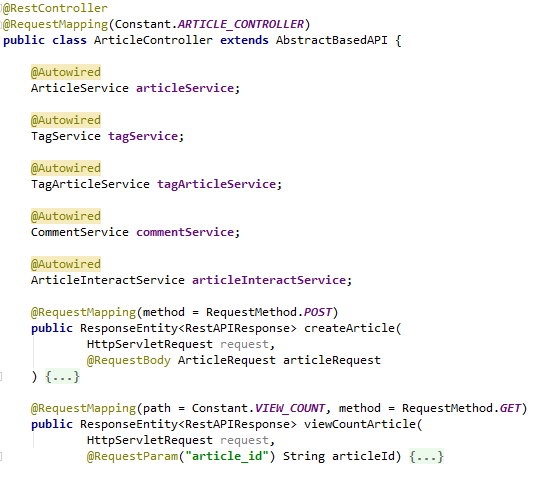 @RestController
@RequestMapping(Constant.ARTICLE_CONTROLLER)
public class ArticleController extends AbstractBasedAPI {
@Autowired
ArticleService articleService;
@Autowired
TagService tagService;
@Autowired
TagArticleService tagArticleService;
@Autowired
CommentService commentService;
@Autowired
ArticleInteractService articleInteractService;
@RequestMapping(method = RequestMethod.POST)
public ResponseEntity<RestAPIResponse> createArticle(
HttpServletRequest request,
@RequestBody ArticleRequest articleRequest
) {...}
@RequestMapping(path = Constant.VIEW_COUNT, method = RequestMethod.GET)
public ResponseEntity<RestAPIResponse> viewCountArticle(
HttpServletRequest request,
@RequestParam("article_id") String articleId) {...}